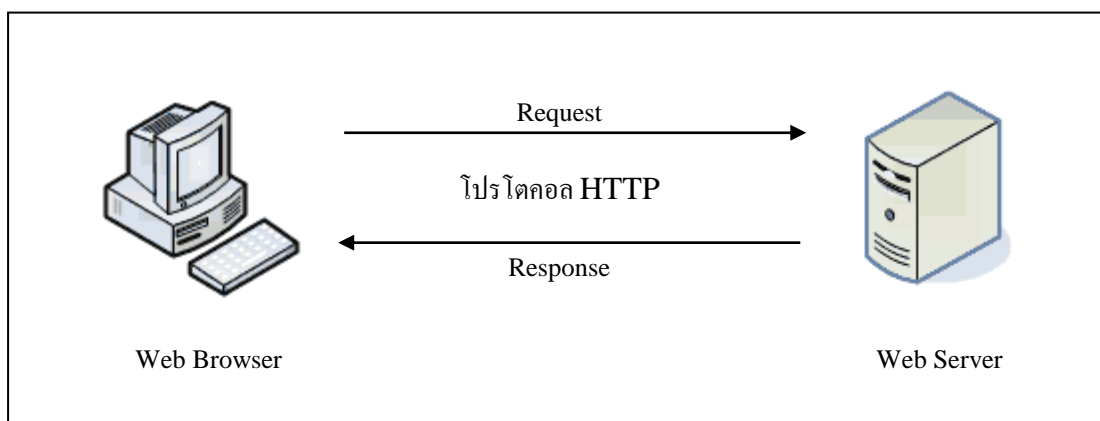 Request
โปรโตคอล HTTP
Response
Web Browser
Web Server